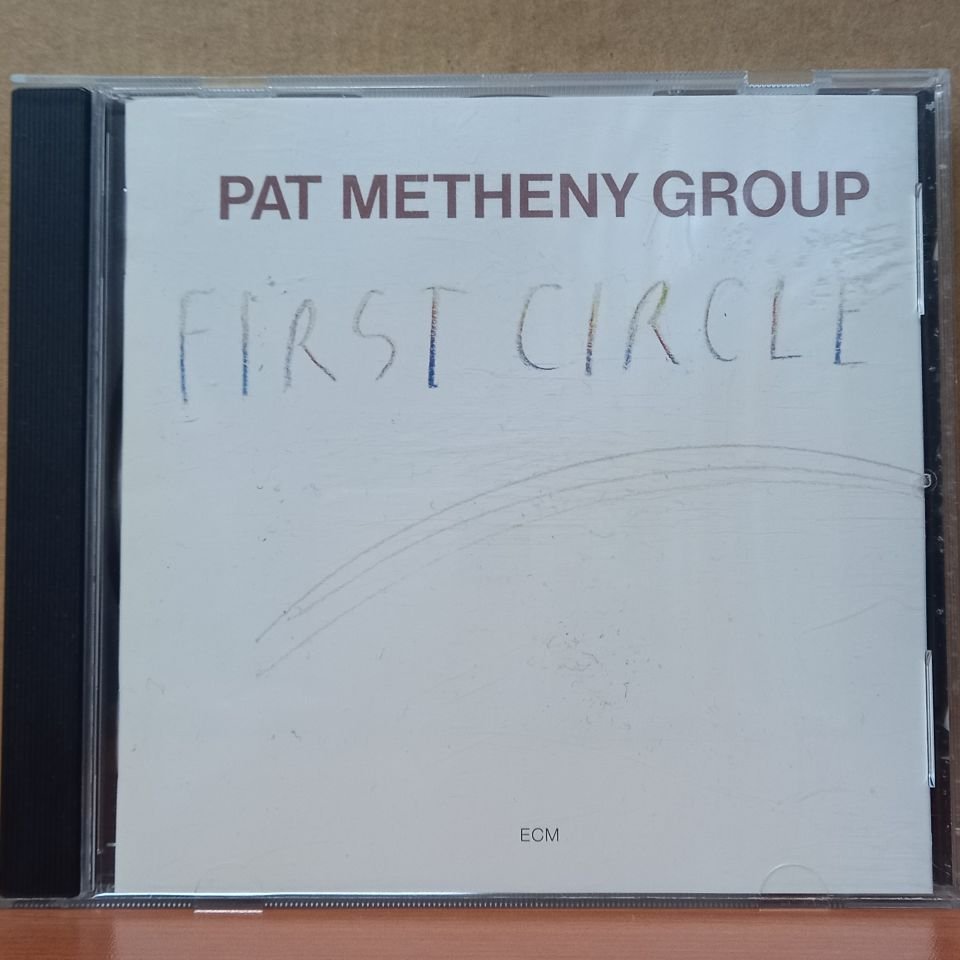 PAT METHENY GROUP
FIRST CIRCLE
ECM